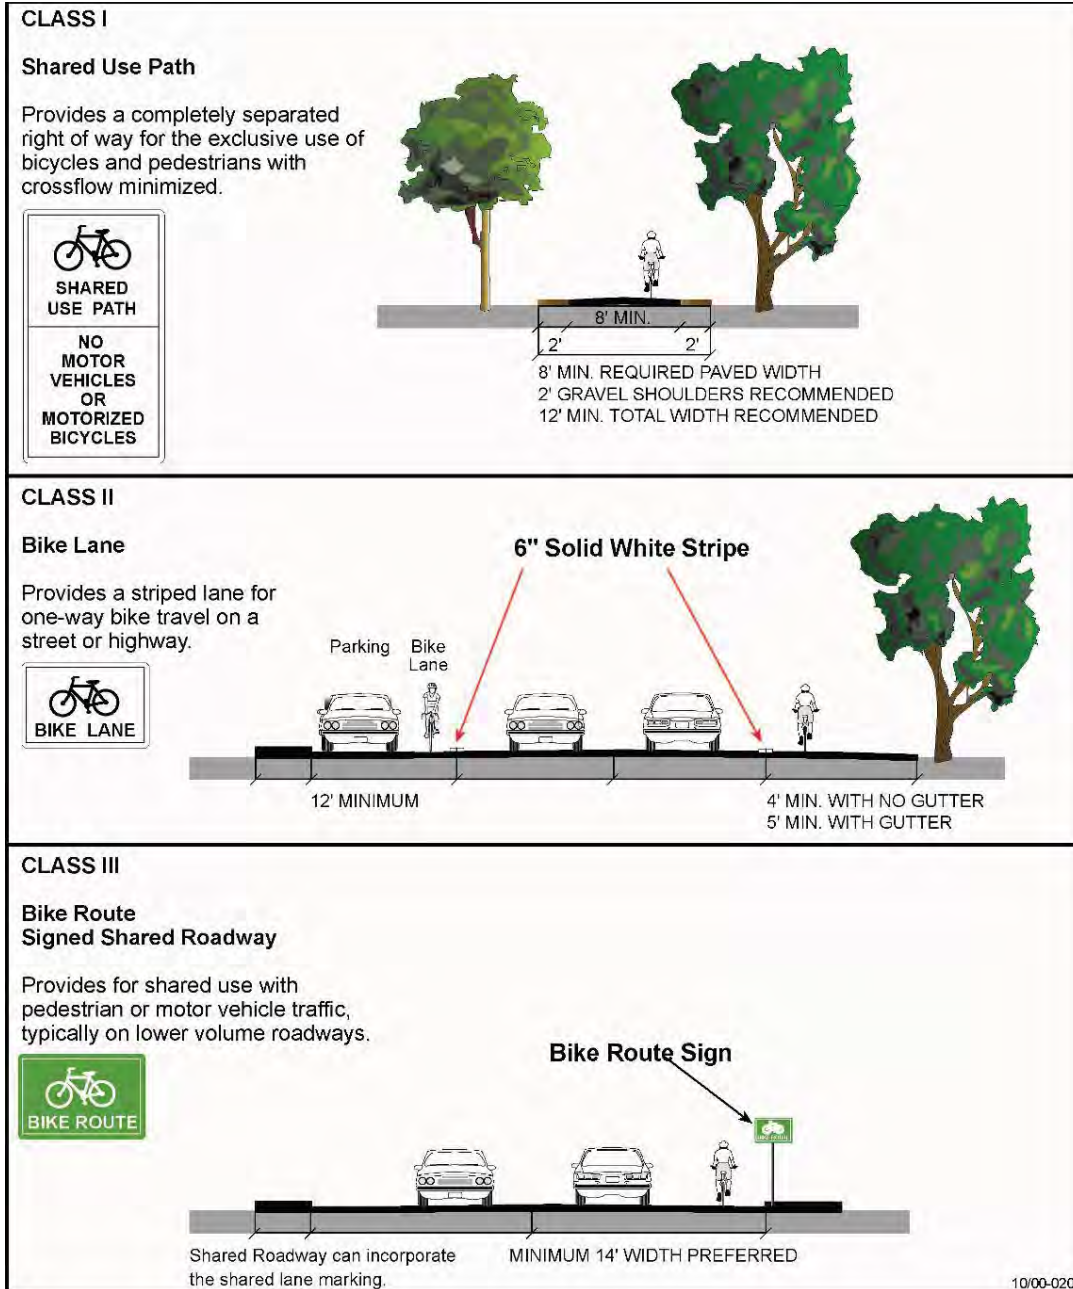 CLASS I
Shared Use Path
Provides a completely separated
right of way for the exclusive use of
bicycles and pedestrians with
crossflow minimized.
SHARED
USE PATH
NO
MOTOR
VEHICLES
OR
MOTORIZED
BICYCLES
8' MIN.
2' 2'
8' MIN. REQUIRED PAVED WIDTH
2' GRAVEL SHOULDERS RECOMMENDED
12' MIN. TOTAL WIDTH RECOMMENDED
CLASS II
Bike Lane
Provides a striped lane for
one-way bike travel on a
street or highway.
BIKE LANE
6" Solid White Stripe
Parking Bike
Lane
12' MINIMUM
4' MIN. WITH NO GUTTER
5' MIN. WITH GUTTER
CLASS III
Bike Route
Signed Shared Roadway
Provides for shared use with
pedestrian or motor vehicle traffic,
typically on lower volume roadways.
BIKE ROUTE
Bike Route Sign
BIKE ROUTE
Shared Roadway can incorporate
the shared lane marking.
MINIMUM 14' WIDTH PREFERRED
10/00-020